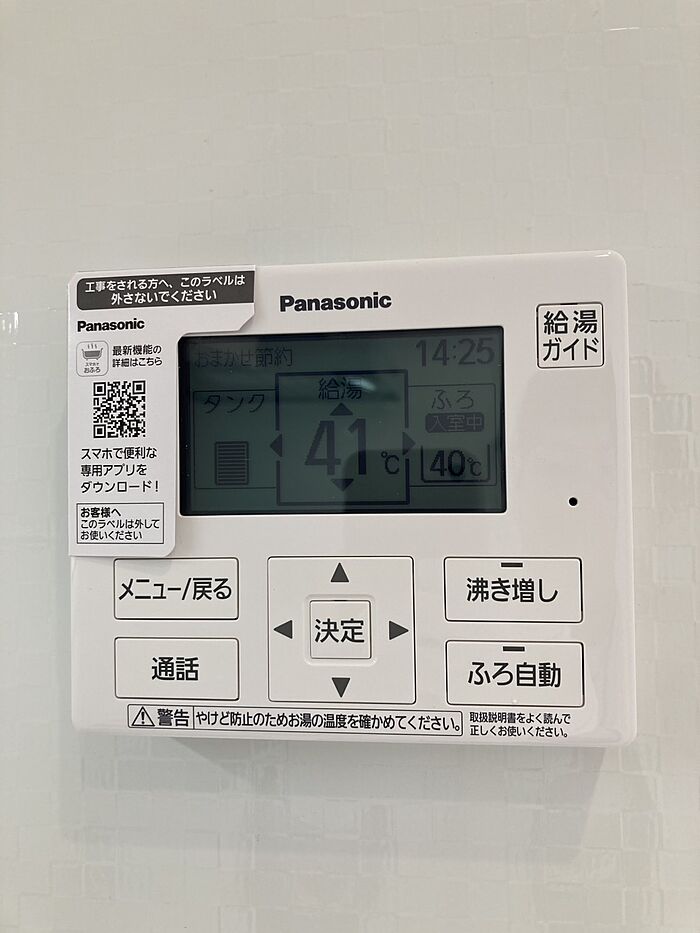 工事をされる方へ、このラベルは
外さないでください
Panasonic
最新機能の
詳細はこちら
スマホで
おふろ
スマホで便利な
専用アプリを
ダウンロード！
お客様へ
このラベルは外して
お使いください
Panasonic
おまかせ節約
14:25
タンク
給湯
41℃
ふろ
入室中
40℃
給湯
ガイド
メニュー/戻る
通話
決定
沸き増し
ふろ自動
警告
やけど防止のためお湯の温度を確かめてください。
取扱説明書をよく読んで
正しくお使いください。